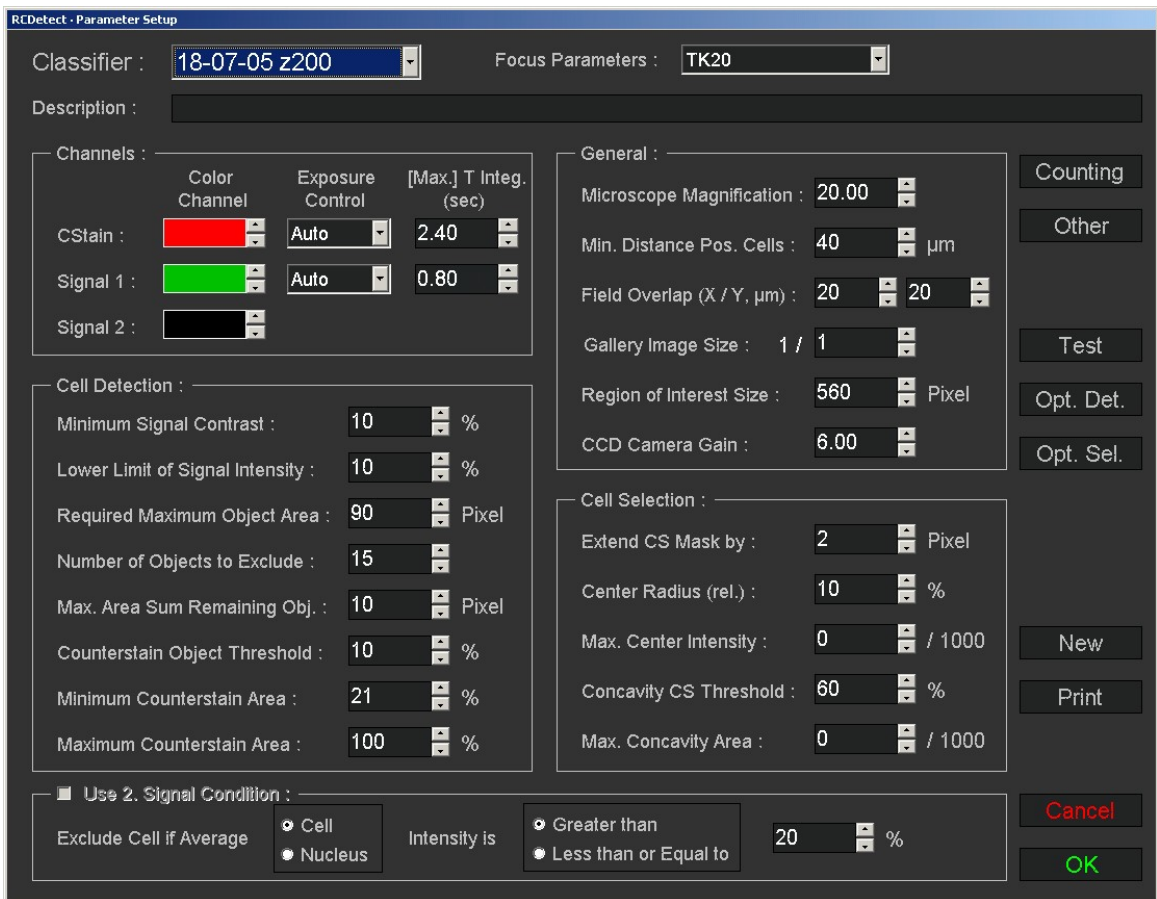 RCDetect - Parameter Setup
Classifier : 18-07-05 z200 Focus Parameters : TK20
Description :
Channels :
Color Channel Exposure Control [Max.] T Integ. (sec)
CStain : Auto 2.40
Signal 1 : Auto 0.80
Signal 2 :
Cell Detection :
Minimum Signal Contrast : 10 %
Lower Limit of Signal Intensity : 10 %
Required Maximum Object Area : 90 Pixel
Number of Objects to Exclude : 15
Max. Area Sum Remaining Obj. : 10 Pixel
Counterstain Object Threshold : 10 %
Minimum Counterstain Area : 21 %
Maximum Counterstain Area : 100 %
General :
Microscope Magnification : 20.00
Min. Distance Pos. Cells : 40 µm
Field Overlap (X / Y, µm) : 20 20
Gallery Image Size : 1 / 1
Region of Interest Size : 560 Pixel
CCD Camera Gain : 6.00
Cell Selection :
Extend CS Mask by : 2 Pixel
Center Radius (rel.) : 10 %
Max. Center Intensity : 0 / 1000
Concavity CS Threshold : 60 %
Max. Concavity Area : 0 / 1000
Counting
Other
Test
Opt. Det.
Opt. Sel.
New
Print
Use 2. Signal Condition :
Exclude Cell if Average Cell Intensity is Greater than 20 %
Nucleus Less than or Equal to
Cancel
OK